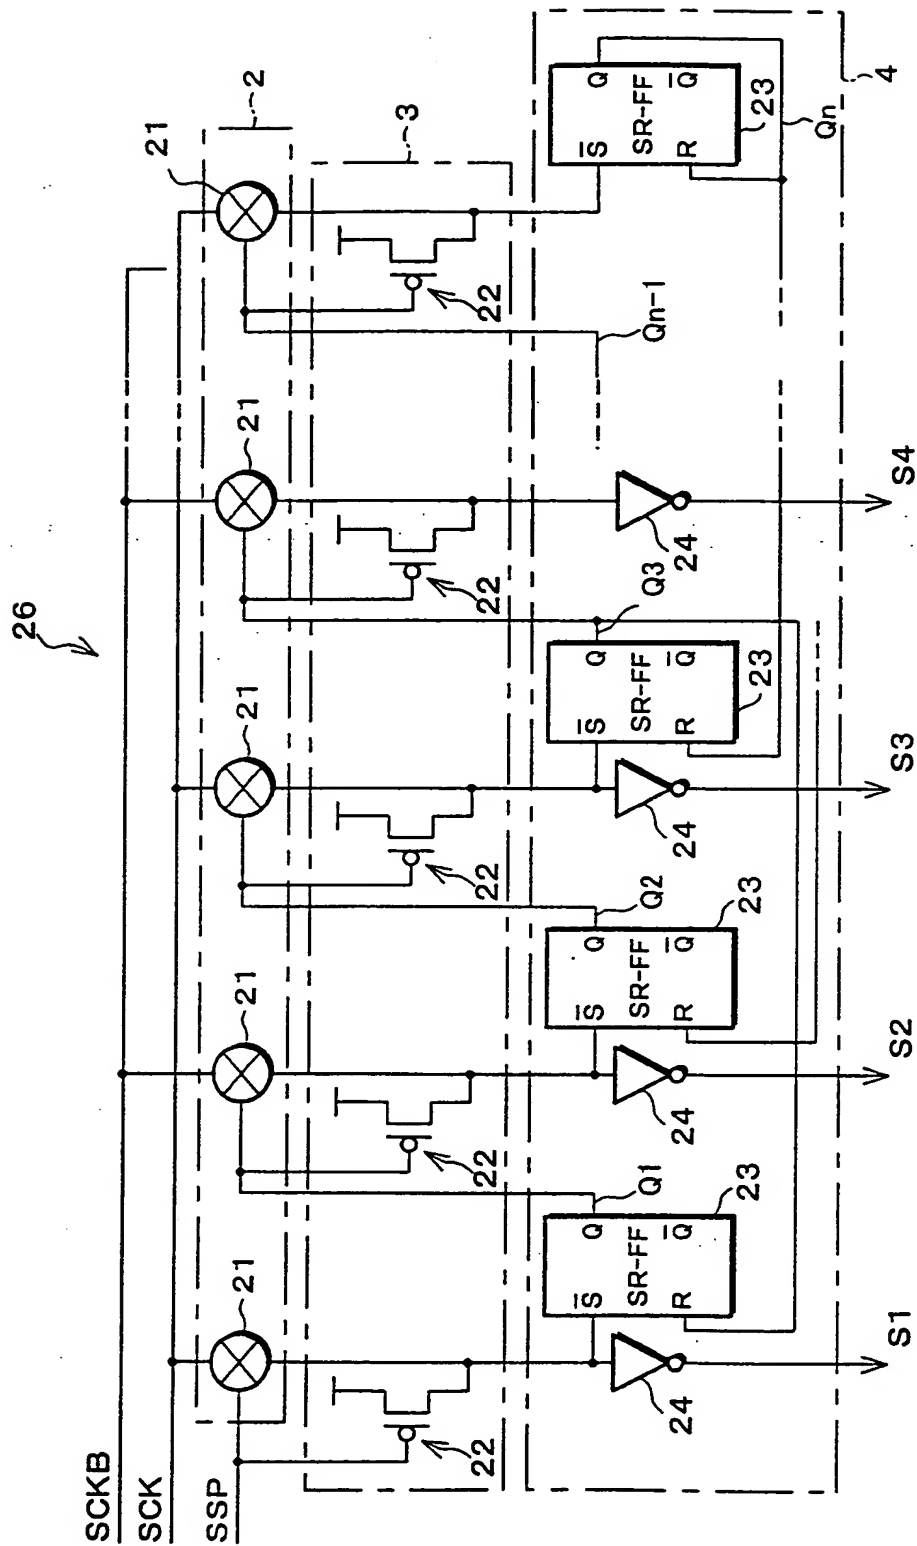 26
SCKB
SCK
SSP
21
21
21
21
21
2
3
22
22
22
22
22
S̅ Q
SR-FF
R Q̅
23
Q1
S̅ Q
SR-FF
R Q̅
23
Q2
S̅ Q
SR-FF
R Q̅
23
Q3
Qn-1
S̅ Q
SR-FF
R Q̅
23
Qn
24
24
24
24
4
S1
S2
S3
S4